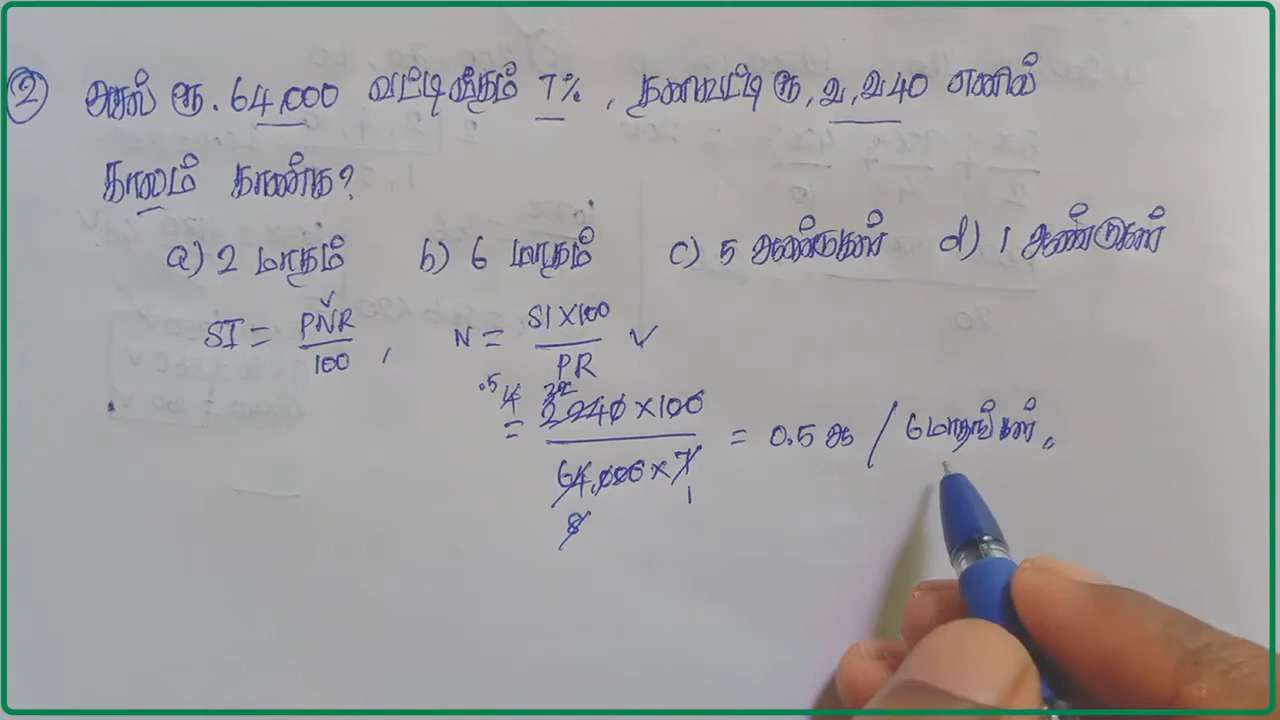 ② அசல் ரூ. 64,000 வட்டி வீதம் 7%, தனிவட்டி ரூ, 2,240 எனில்
காலம் காண்க?
a) 2 மாதம் b) 6 மாதம் c) 5 ஆண்டுகள் d) 1 ஆண்டுகள்
SI = PNR / 100 , N = SI×100 / PR ✓
= 2240×100 / 64,000×7 = 0.5 ஆ / 6 மாதங்கள்.